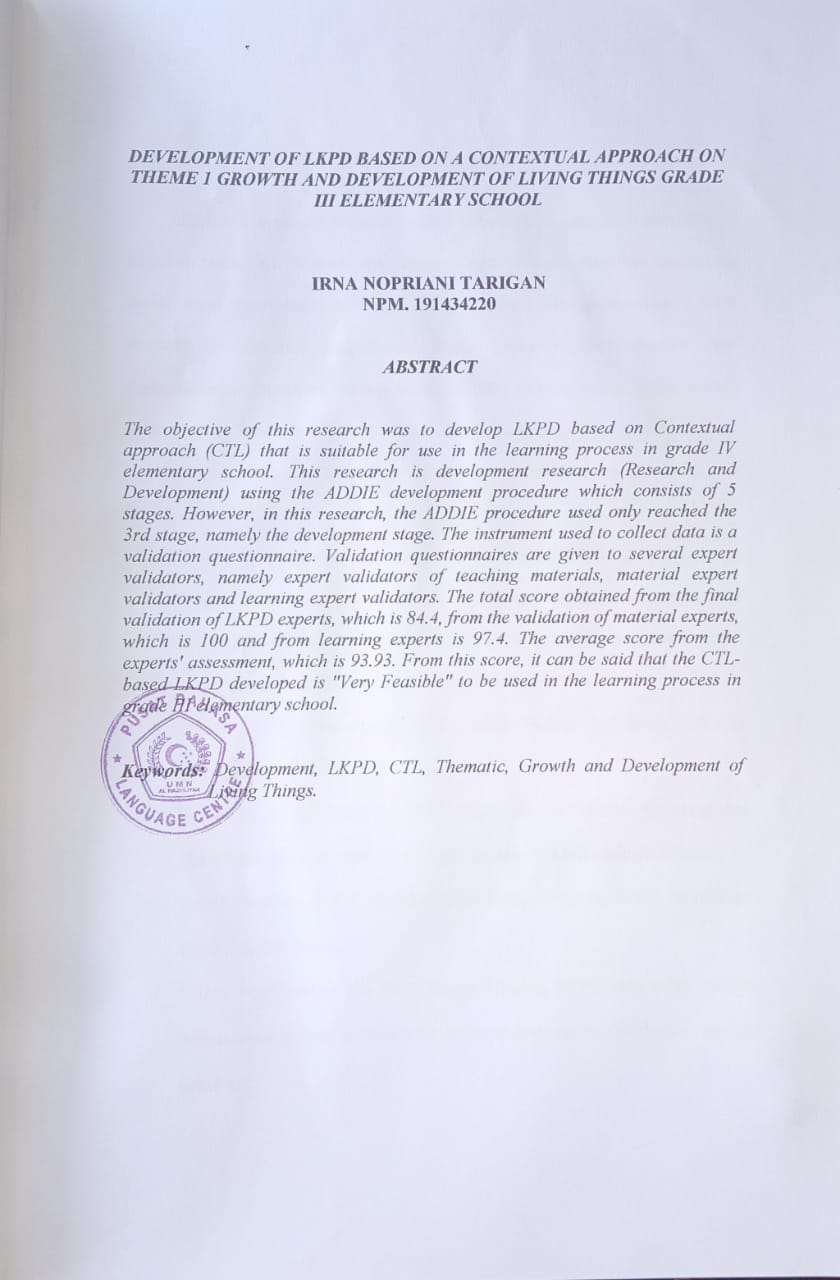 DEVELOPMENT OF LKPD BASED ON A CONTEXTUAL APPROACH ON
THEME 1 GROWTH AND DEVELOPMENT OF LIVING THINGS GRADE
III ELEMENTARY SCHOOL
IRNA NOPRIANI TARIGAN
NPM. 191434220
ABSTRACT
The objective of this research was to develop LKPD based on Contextual
approach (CTL) that is suitable for use in the learning process in grade IV
elementary school. This research is development research (Research and
Development) using the ADDIE development procedure which consists of 5
stages. However, in this research, the ADDIE procedure used only reached the
3rd stage, namely the development stage. The instrument used to collect data is a
validation questionnaire. Validation questionnaires are given to several expert
validators, namely expert validators of teaching materials, material expert
validators and learning expert validators. The total score obtained from the final
validation of LKPD experts, which is 84.4, from the validation of material experts,
which is 100 and from learning experts is 97.4. The average score from the
experts' assessment, which is 93.93. From this score, it can be said that the CTL-
based LKPD developed is "Very Feasible" to be used in the learning process in
grade III elementary school.
Keywords: Development, LKPD, CTL, Thematic, Growth and Development of
Living Things.
PUSAT BAHASA
UMN
AL WASHLIYAH
LANGUAGE CENTRE